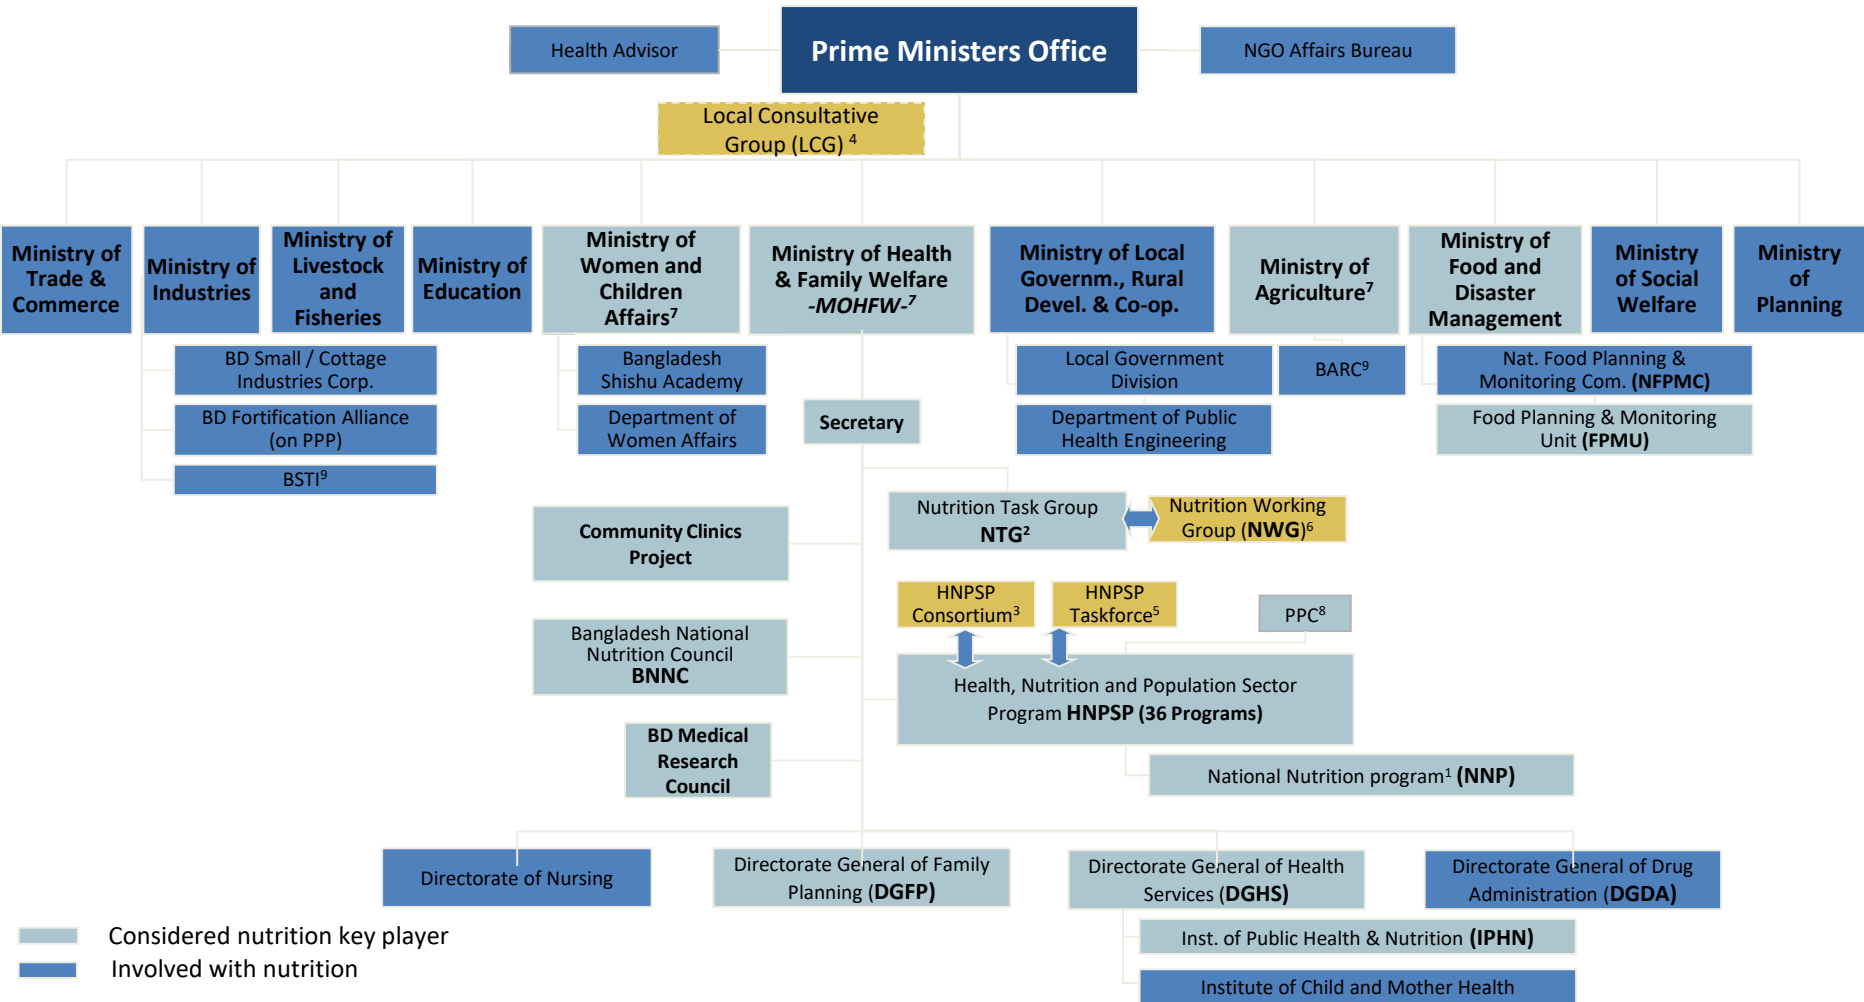 Health Advisor
Prime Ministers Office
NGO Affairs Bureau
Local Consultative
Group (LCG) ⁴
Ministry of
Trade &
Commerce
Ministry of
Industries
Ministry of
Livestock
and
Fisheries
Ministry of
Education
Ministry of
Women and
Children
Affairs⁷
Ministry of Health
& Family Welfare
-MOHFW-⁷
Ministry of Local
Governm., Rural
Devel. & Co-op.
Ministry of
Agriculture⁷
Ministry of
Food and
Disaster
Management
Ministry
of Social
Welfare
Ministry
of
Planning
BD Small / Cottage
Industries Corp.
BD Fortification Alliance
(on PPP)
BSTI⁹
Bangladesh
Shishu Academy
Department of
Women Affairs
Secretary
Local Government
Division
Department of Public
Health Engineering
BARC⁹
Nat. Food Planning &
Monitoring Com. (NFPMC)
Food Planning & Monitoring
Unit (FPMU)
Nutrition Task Group
NTG²
Nutrition Working
Group (NWG)⁶
Community Clinics
Project
HNPSP
Consortium³
HNPSP
Taskforce⁵
PPC⁸
Bangladesh National
Nutrition Council
BNNC
Health, Nutrition and Population Sector
Program HNPSP (36 Programs)
BD Medical
Research
Council
National Nutrition program¹ (NNP)
Directorate of Nursing
Directorate General of Family
Planning (DGFP)
Directorate General of Health
Services (DGHS)
Directorate General of Drug
Administration (DGDA)
Inst. of Public Health & Nutrition (IPHN)
Institute of Child and Mother Health
Considered nutrition key player
Involved with nutrition